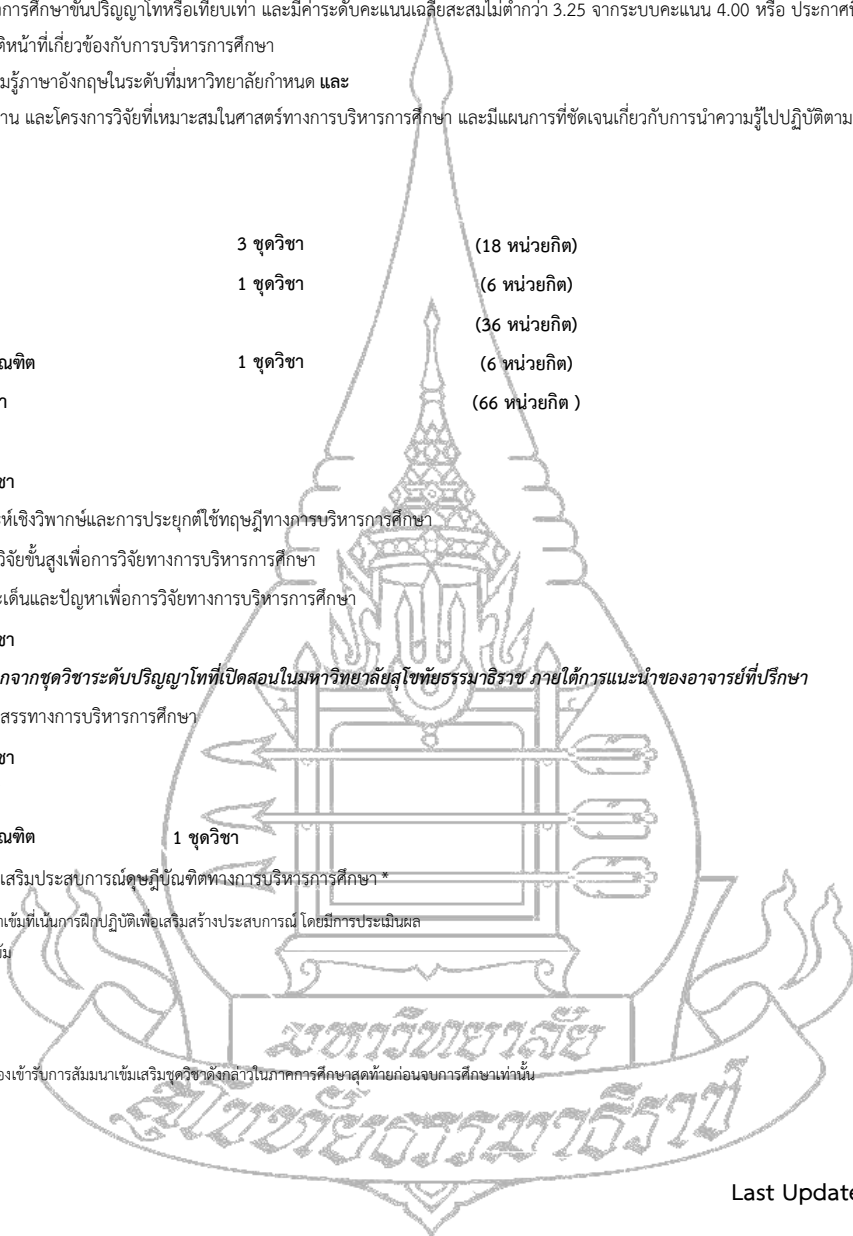 การศึกษาขั้นปริญญาโทหรือเทียบเท่า และมีค่าระดับคะแนนเฉลี่ยสะสมไม่ต่ำกว่า 3.25 จากระบบคะแนน 4.00 หรือ
ติหน้าที่เกี่ยวข้องกับการบริหารการศึกษา
มรู้ภาษาอังกฤษในระดับที่มหาวิทยาลัยกำหนด และ
าน และโครงการวิจัยที่เหมาะสมในศาสตร์ทางการบริหารการศึกษา และมีแผนการที่ชัดเจนเกี่ยวกับการนำความรู้ไปปฏิบัติตาม
3 ชุดวิชา (18 หน่วยกิต)
1 ชุดวิชา (6 หน่วยกิต)
(36 หน่วยกิต)
ณฑิต 1 ชุดวิชา (6 หน่วยกิต)
า (66 หน่วยกิต )
ชา
ห์เชิงวิพากษ์และการประยุกต์ใช้ทฤษฎีทางการบริหารการศึกษา
วิจัยขั้นสูงเพื่อการวิจัยทางการบริหารการศึกษา
ะเด็นและปัญหาเพื่อการวิจัยทางการบริหารการศึกษา
ชา
กจากชุดวิชาระดับปริญญาโทที่เปิดสอนในมหาวิทยาลัยสุโขทัยธรรมาธิราช ภายใต้การแนะนำของอาจารย์ที่ปรึกษา
สรรทางการบริหารการศึกษา
ชา
ณฑิต 1 ชุดวิชา
เสริมประสบการณ์ดุษฎีบัณฑิตทางการบริหารการศึกษา *
าเข้มที่เน้นการฝึกปฏิบัติเพื่อเสริมสร้างประสบการณ์ โดยมีการประเมินผล
ข้ม
มหาวิทยาลัย
องเข้ารับการสัมมนาเข้มเสริมชุดวิชาดังกล่าวในภาคการศึกษาสุดท้ายก่อนจบการศึกษาเท่านั้น
สุโขทัยธรรมาธิราช
Last Update